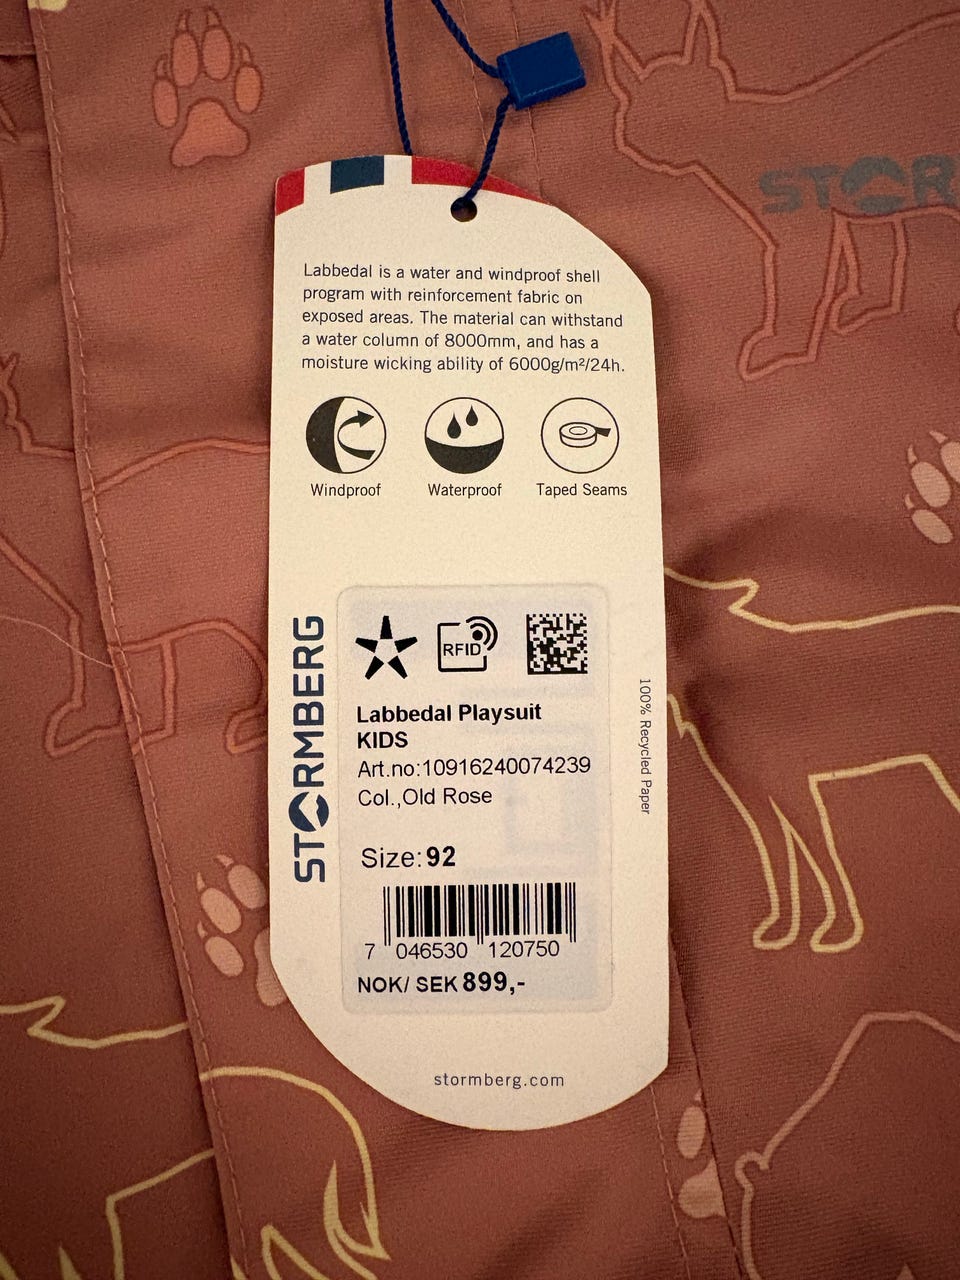 STOR
Labbedal is a water and windproof shell
program with reinforcement fabric on
exposed areas. The material can withstand
a water column of 8000mm, and has a
moisture wicking ability of 6000g/m²/24h.
Windproof
Waterproof
Taped Seams
STORMBERG
RFID
Labbedal Playsuit
KIDS
Art.no:10916240074239
Col.,Old Rose
Size:92
7 046530 120750
NOK/ SEK 899,-
100% Recycled Paper
stormberg.com